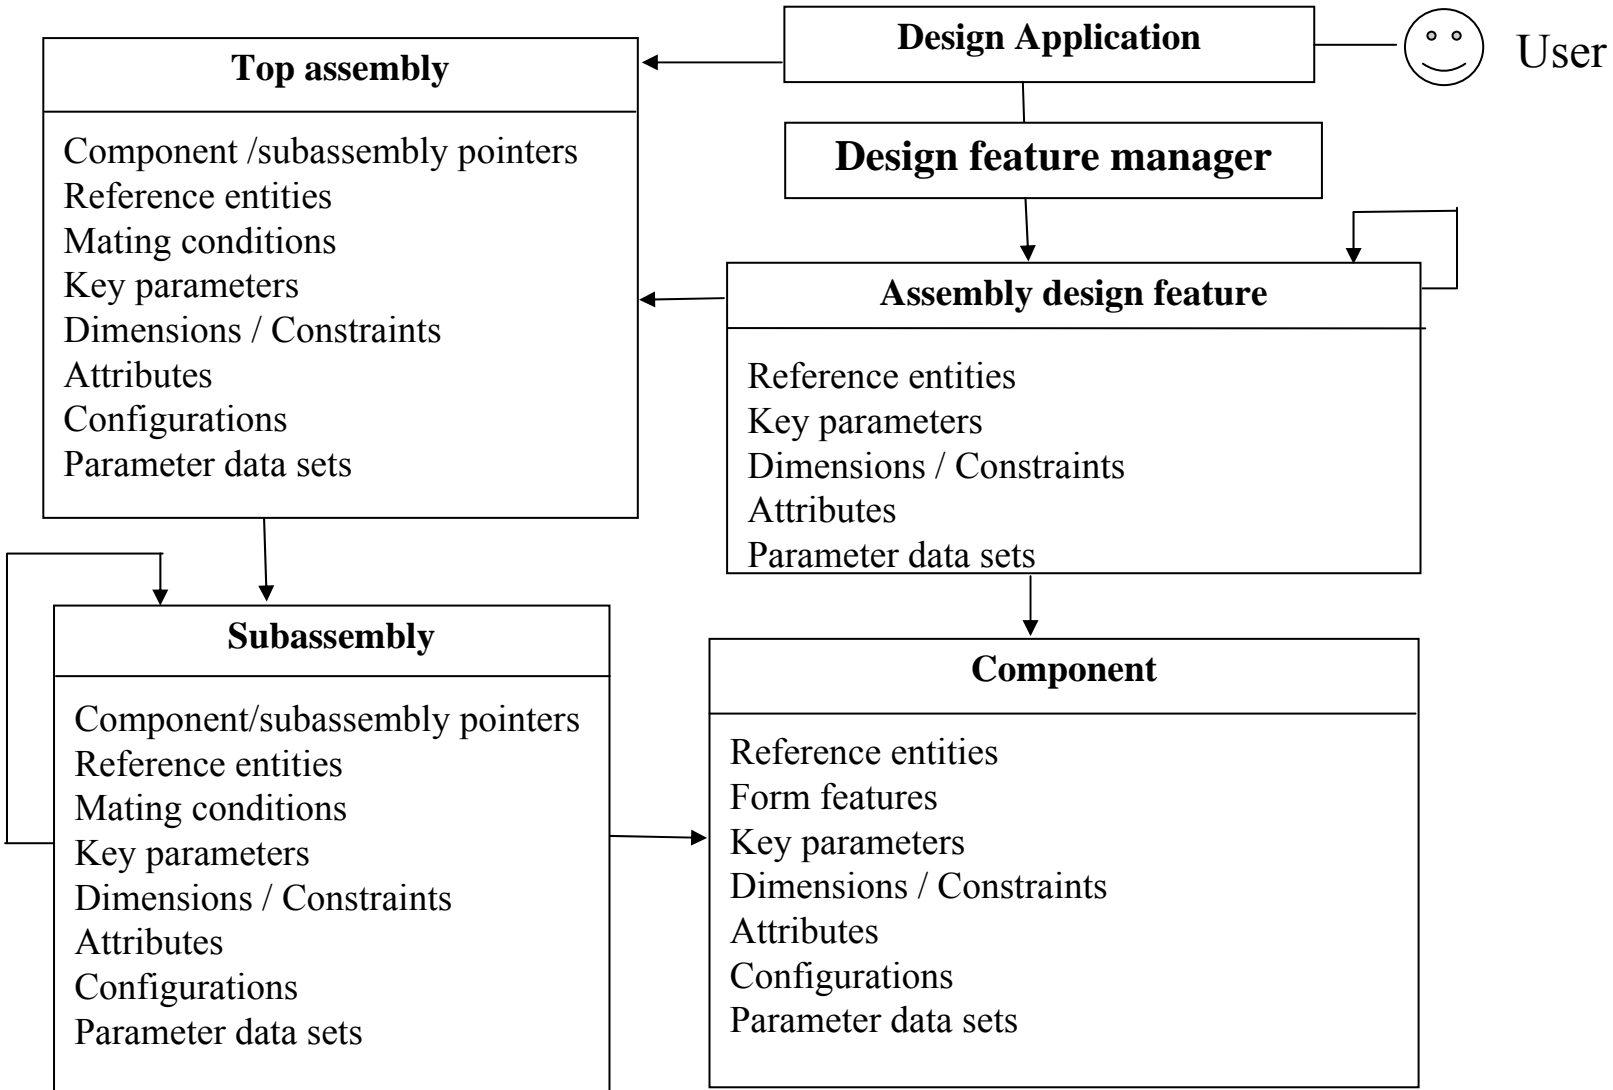 Design Application
User
Top assembly
Component /subassembly pointers
Reference entities
Mating conditions
Key parameters
Dimensions / Constraints
Attributes
Configurations
Parameter data sets
Design feature manager
Assembly design feature
Reference entities
Key parameters
Dimensions / Constraints
Attributes
Parameter data sets
Subassembly
Component/subassembly pointers
Reference entities
Mating conditions
Key parameters
Dimensions / Constraints
Attributes
Configurations
Parameter data sets
Component
Reference entities
Form features
Key parameters
Dimensions / Constraints
Attributes
Configurations
Parameter data sets